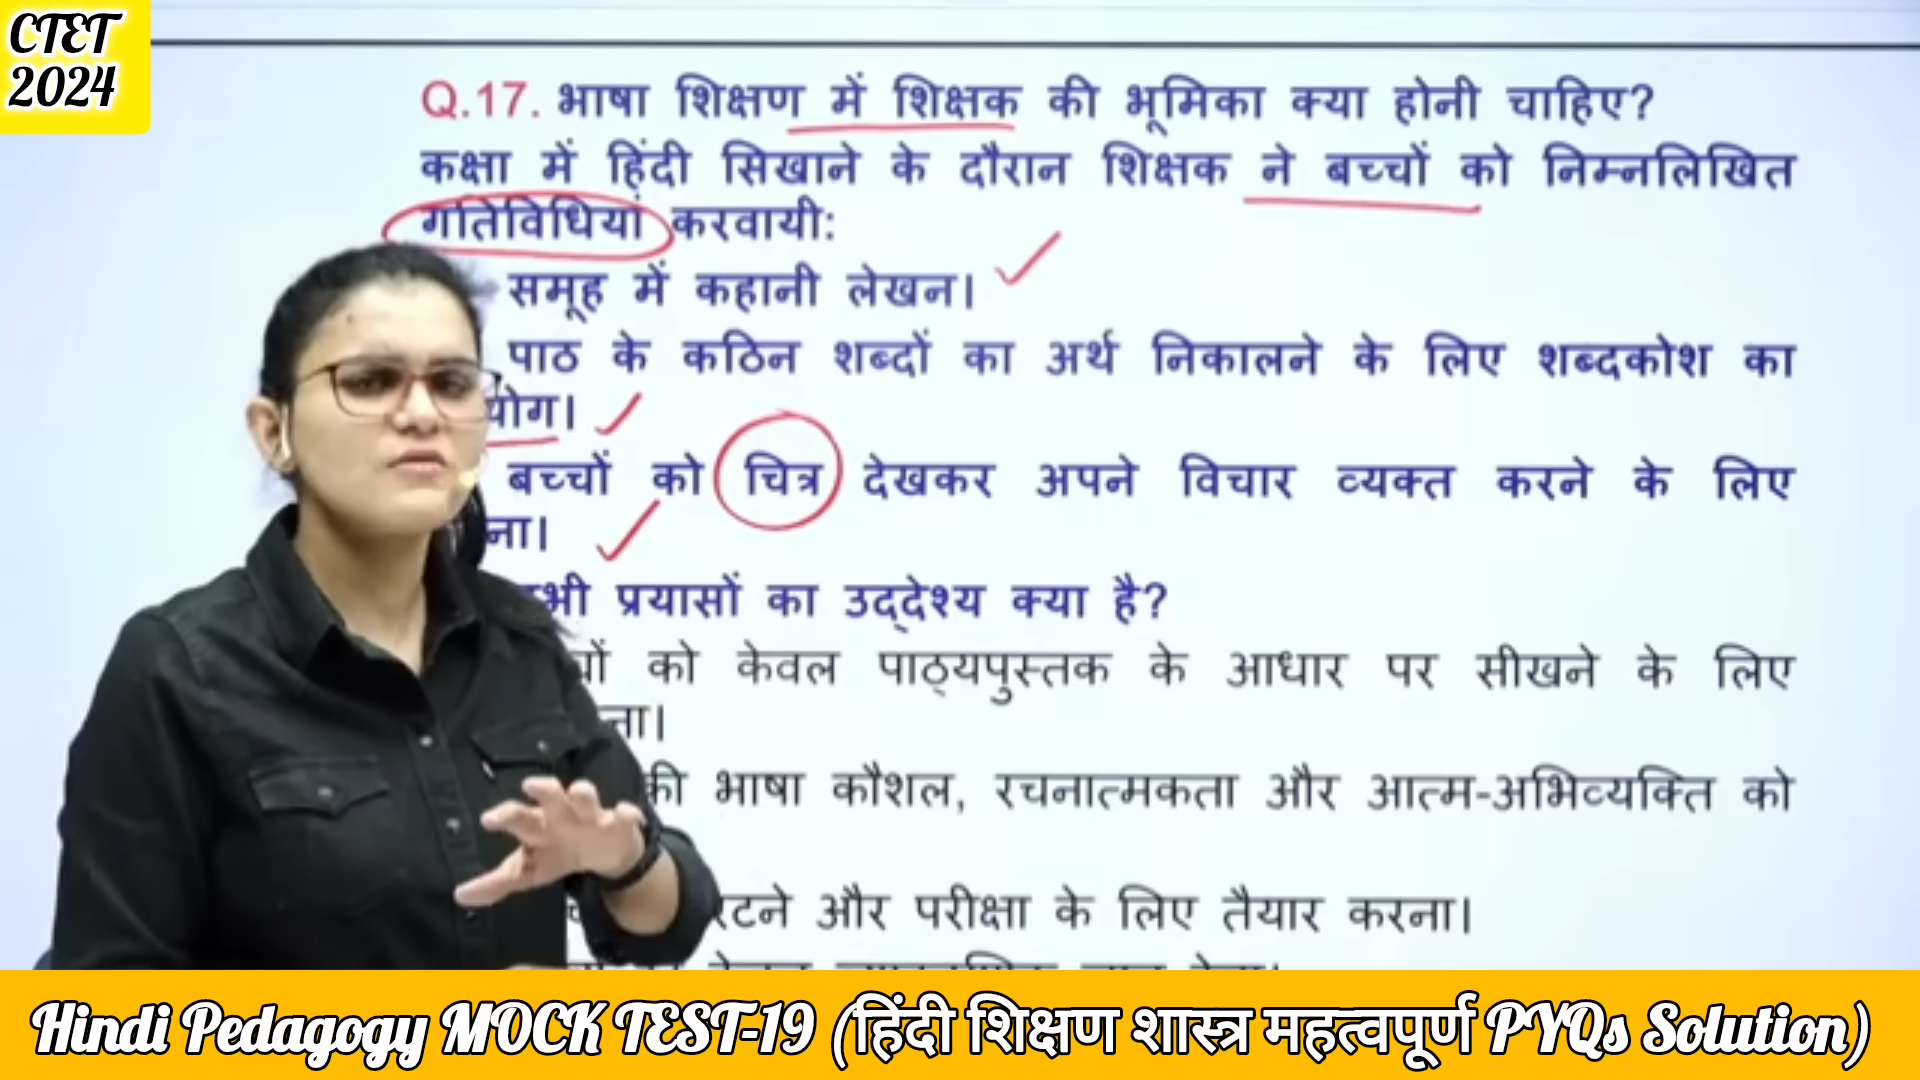 CTET
2024
Q.17. भाषा शिक्षण में शिक्षक की भूमिका क्या होनी चाहिए?
कक्षा में हिंदी सिखाने के दौरान शिक्षक ने बच्चों को निम्नलिखित
गतिविधियां करवायी:
समूह में कहानी लेखन।
पाठ के कठिन शब्दों का अर्थ निकालने के लिए शब्दकोश का
योग।
बच्चों को चित्र देखकर अपने विचार व्यक्त करने के लिए
ना।
भी प्रयासों का उद्देश्य क्या है?
को केवल पाठ्यपुस्तक के आधार पर सीखने के लिए
ना।
की भाषा कौशल, रचनात्मकता और आत्म-अभिव्यक्ति को
रटने और परीक्षा के लिए तैयार करना।
Hindi Pedagogy MOCK TEST-19 (हिंदी शिक्षण शास्त्र महत्वपूर्ण PYQs Solution)